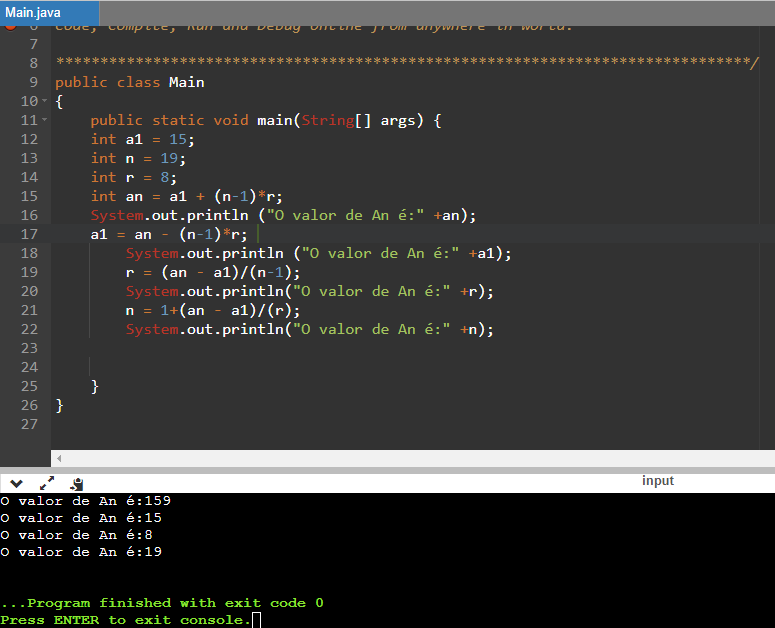 Main.java
6 Code, Compile, Run and Debug online from anywhere in world.
7
8 *******************************************************************************/
9 public class Main
10 {
11 public static void main(String[] args) {
12 int a1 = 15;
13 int n = 19;
14 int r = 8;
15 int an = a1 + (n-1)*r;
16 System.out.println ("O valor de An é:" +an);
17 a1 = an - (n-1)*r;
18 System.out.println ("O valor de An é:" +a1);
19 r = (an - a1)/(n-1);
20 System.out.println("O valor de An é:" +r);
21 n = 1+(an - a1)/(r);
22 System.out.println("O valor de An é:" +n);
23
24
25 }
26 }
27
input
O valor de An é:159
O valor de An é:15
O valor de An é:8
O valor de An é:19
...Program finished with exit code 0
Press ENTER to exit console.